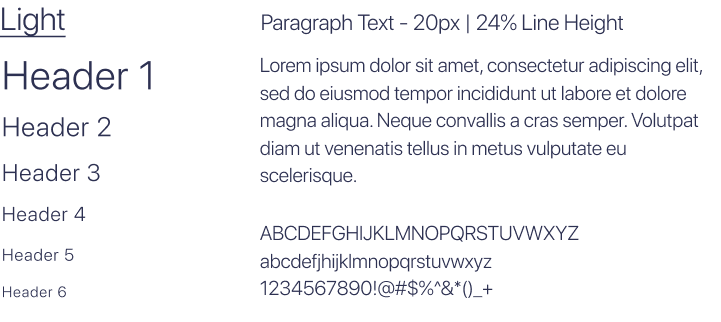 Light
Header 1
Header 2
Header 3
Header 4
Header 5
Header 6
Paragraph Text - 20px | 24% Line Height
Lorem ipsum dolor sit amet, consectetur adipiscing elit,
sed do eiusmod tempor incididunt ut labore et dolore
magna aliqua. Neque convallis a cras semper. Volutpat
diam ut venenatis tellus in metus vulputate eu
scelerisque.
ABCDEFGHIJKLMNOPQRSTUVWXYZ
abcdefjhijklmnopqrstuvwxyz
1234567890!@#$%^&*()_+